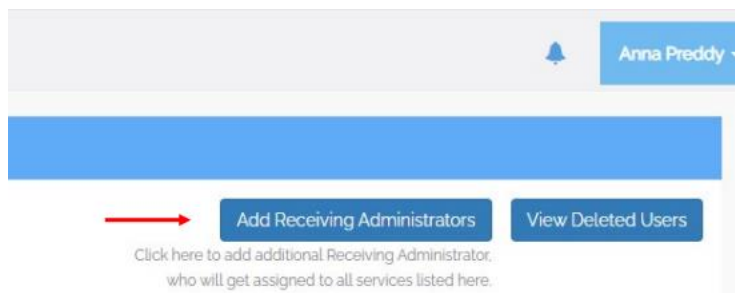 Anna Preddy
Add Receiving Administrators
View Deleted Users
Click here to add additional Receiving Administrator,
who will get assigned to all services listed here.